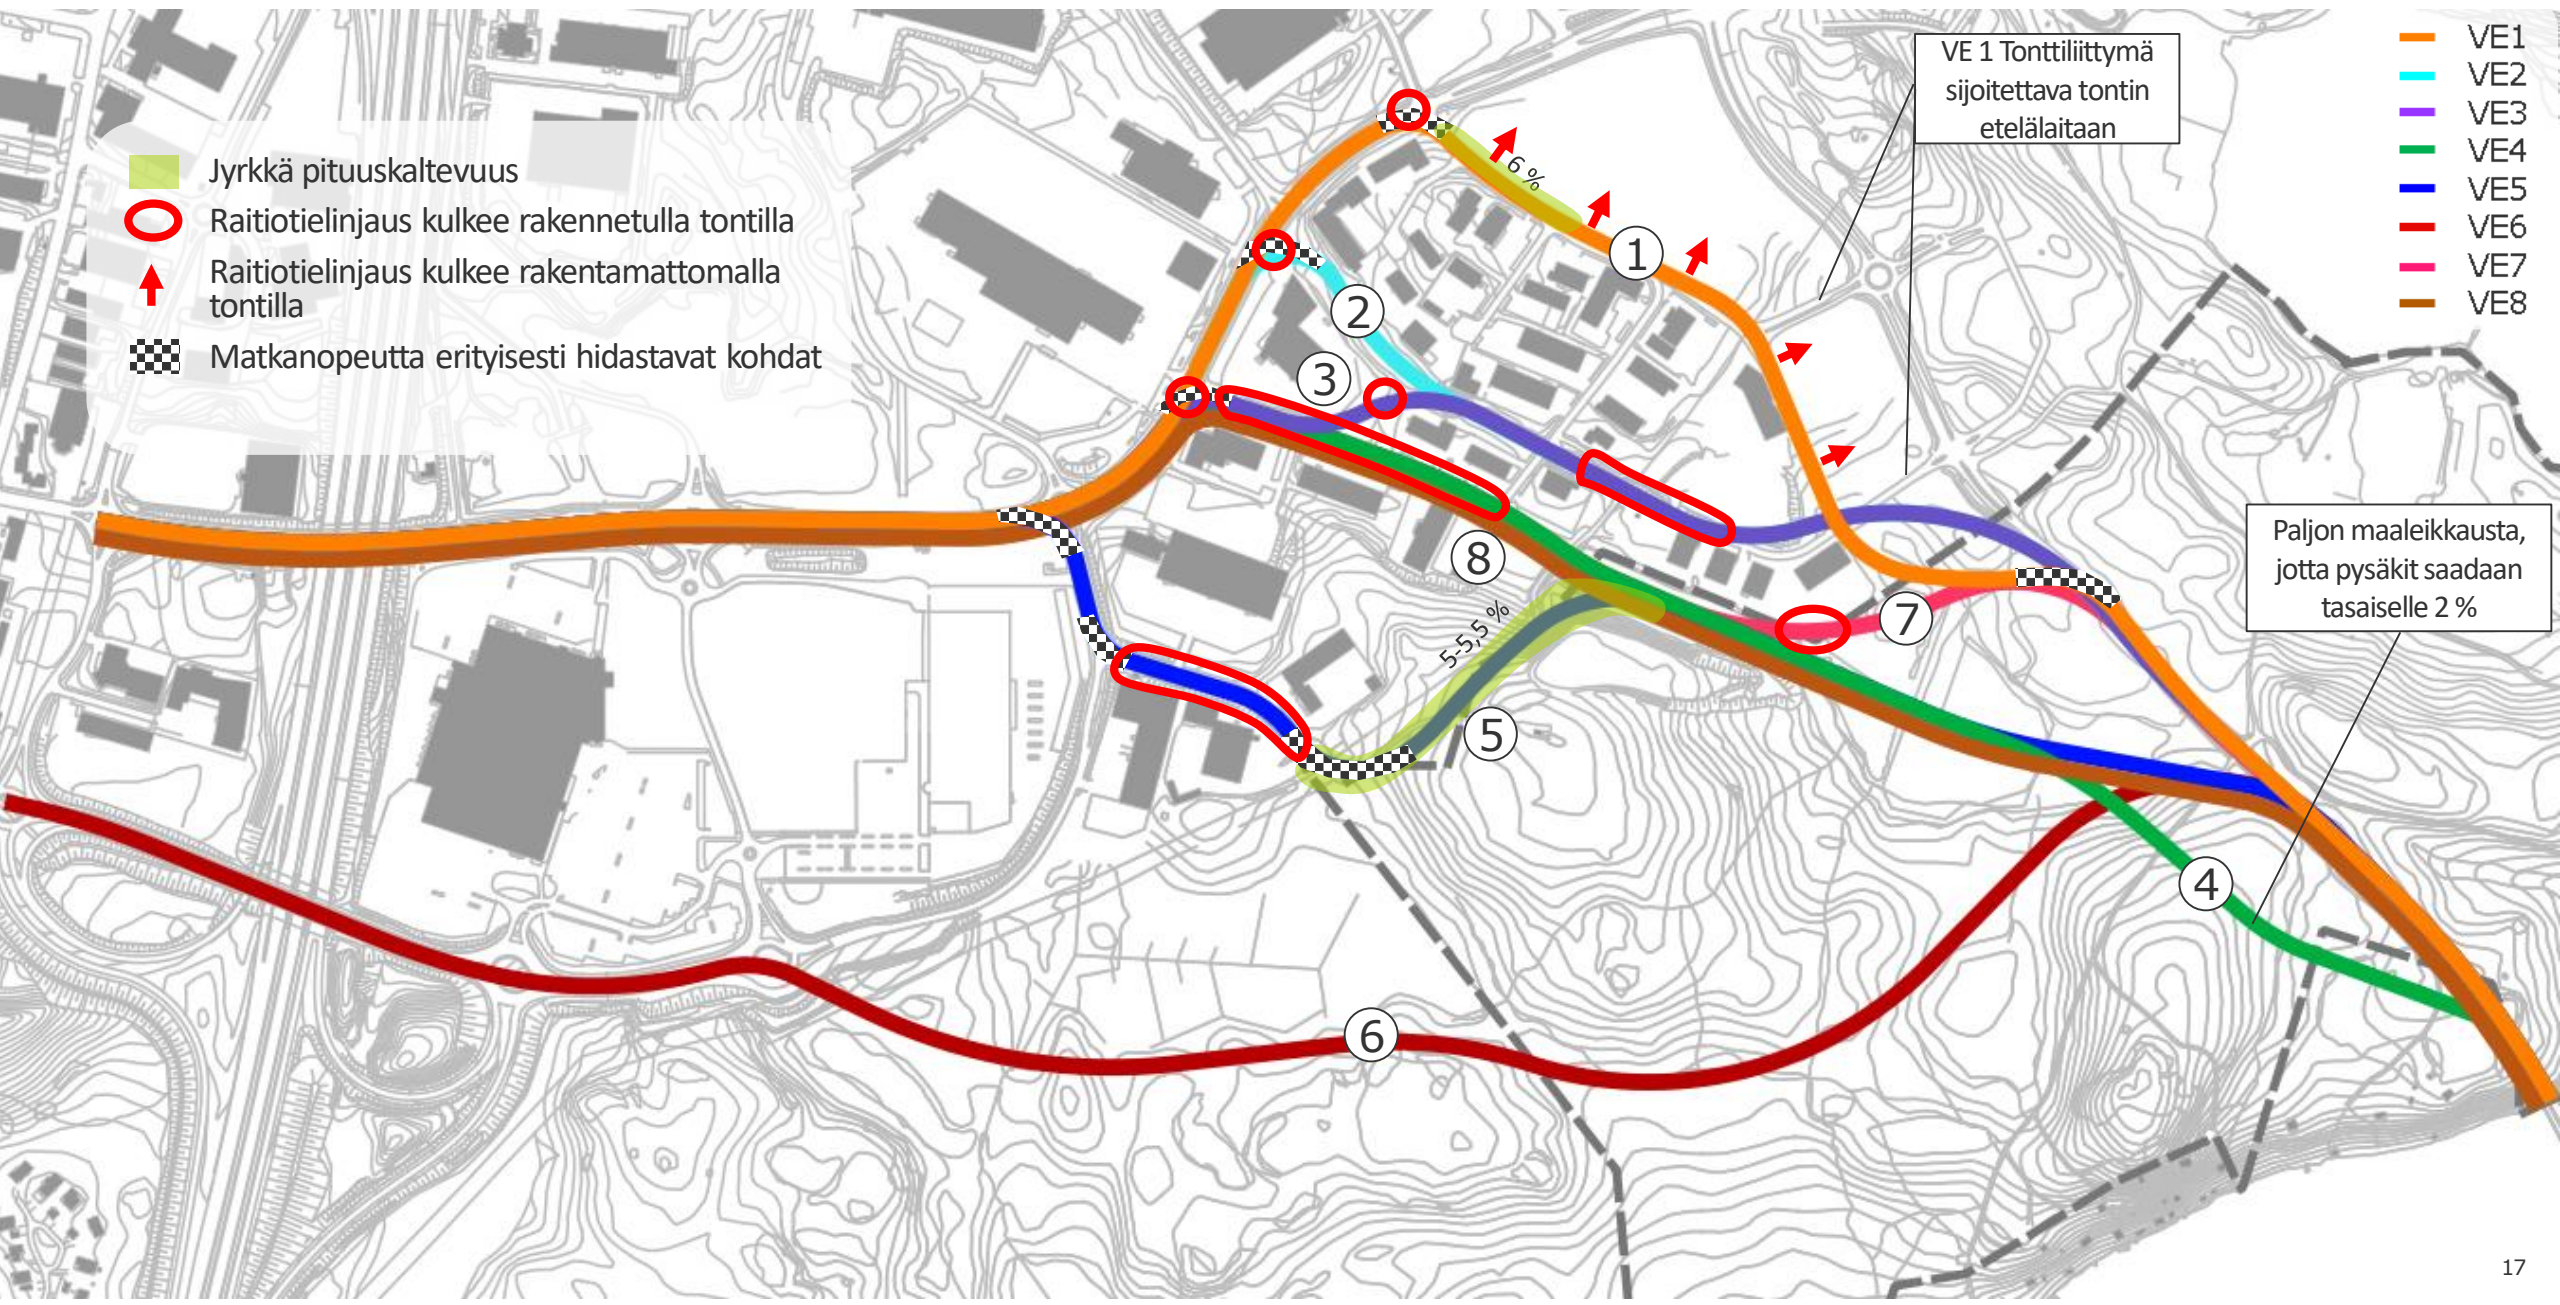 VE1
VE2
VE3
VE4
VE5
VE6
VE7
VE8
VE 1 Tonttiliittymä
sijoitettava tontin
etelälaitaan
Jyrkkä pituuskaltevuus
Raitiotielinjaus kulkee rakennetulla tontilla
Raitiotielinjaus kulkee rakentamattomalla
tontilla
Matkanopeutta erityisesti hidastavat kohdat
6 %
1
2
3
8
5-5,5 %
7
5
Paljon maaleikkausta,
jotta pysäkit saadaan
tasaiselle 2 %
4
6
17